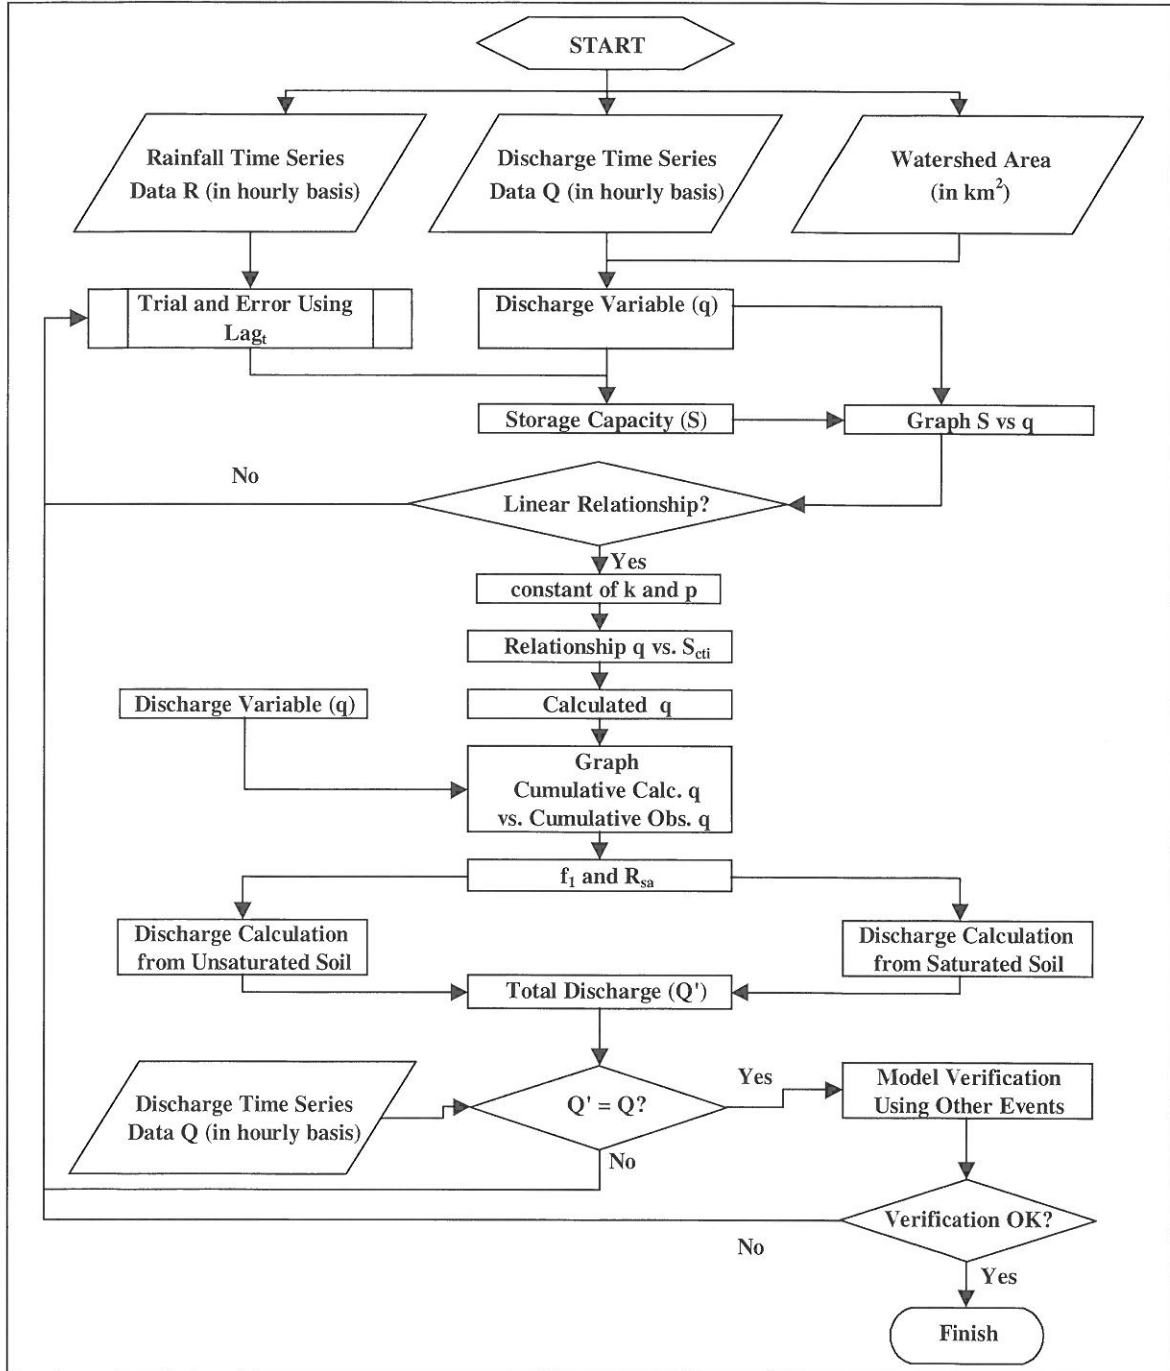 START
Rainfall Time Series
Data R (in hourly basis)
Discharge Time Series
Data Q (in hourly basis)
Watershed Area
(in km²)
Trial and Error Using
Lagₜ
Discharge Variable (q)
Storage Capacity (S)
Graph S vs q
No
Linear Relationship?
Yes
constant of k and p
Relationship q vs. Scti
Discharge Variable (q)
Calculated q
Graph
Cumulative Calc. q
vs. Cumulative Obs. q
f₁ and Rsa
Discharge Calculation
from Unsaturated Soil
Discharge Calculation
from Saturated Soil
Total Discharge (Q')
Discharge Time Series
Data Q (in hourly basis)
Q' = Q?
Yes
Model Verification
Using Other Events
No
Verification OK?
No
Yes
Finish